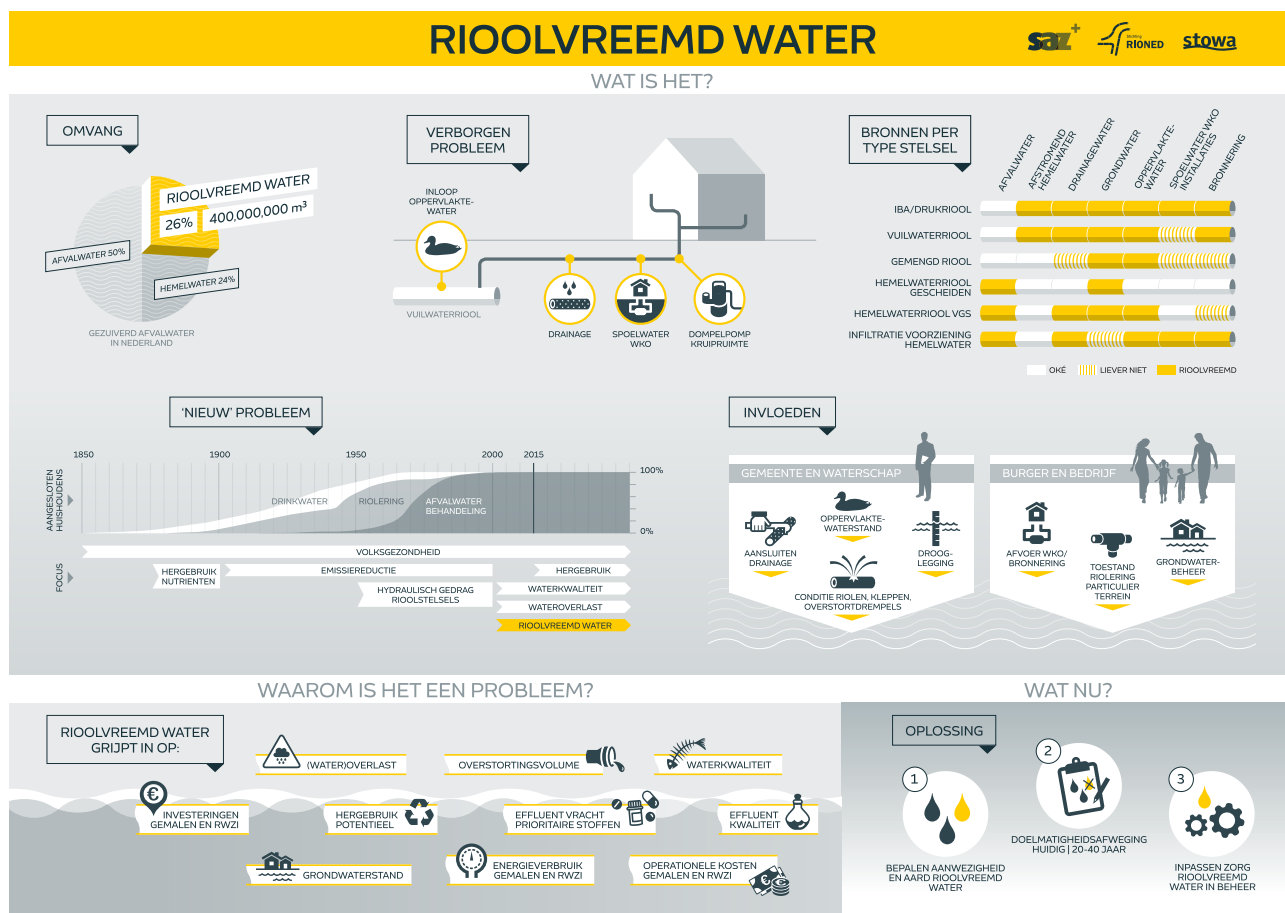 RIOOLVREEMD WATER
saz+
Stichting
RIONED
stowa
WAT IS HET?
OMVANG
RIOOLVREEMD WATER
26%
400,000,000 m³
AFVALWATER 50%
HEMELWATER 24%
GEZUIVERD AFVALWATER
IN NEDERLAND
VERBORGEN
PROBLEEM
INLOOP
OPPERVLAKTE-
WATER
VUILWATERRIOOL
DRAINAGE
SPOELWATER
WKO
DOMPELPOMP
KRUIPRUIMTE
BRONNEN PER
TYPE STELSEL
AFVALWATER
AFSTROMEND
HEMELWATER
DRAINAGEWATER
GRONDWATER
OPPERVLAKTE-
WATER
SPOELWATER WKO
INSTALLATIES
BRONNERING
IBA/DRUKRIOOL
VUILWATERRIOOL
GEMENGD RIOOL
HEMELWATERRIOOL
GESCHEIDEN
HEMELWATERRIOOL VGS
INFILTRATIE VOORZIENING
HEMELWATER
OKÉ
LIEVER NIET
RIOOLVREEMD
'NIEUW' PROBLEEM
1850
1900
1950
2000
2015
AANGESLOTEN
HUISHOUDENS
DRINKWATER
RIOLERING
AFVALWATER
BEHANDELING
100%
0%
FOCUS
VOLKSGEZONDHEID
HERGEBRUIK
NUTRIENTEN
EMISSIEREDUCTIE
HERGEBRUIK
HYDRAULISCH GEDRAG
RIOOLSTELSELS
WATERKWALITEIT
WATEROVERLAST
RIOOLVREEMD WATER
INVLOEDEN
GEMEENTE EN WATERSCHAP
AANSLUITEN
DRAINAGE
OPPERVLAKTE-
WATERSTAND
DROOG-
LEGGING
CONDITIE RIOLEN, KLEPPEN,
OVERSTORTDREMPELS
BURGER EN BEDRIJF
AFVOER WKO/
BRONNERING
TOESTAND
RIOLERING
PARTICULIER
TERREIN
GRONDWATER-
BEHEER
WAAROM IS HET EEN PROBLEEM?
RIOOLVREEMD WATER
GRIJPT IN OP:
(WATER)OVERLAST
OVERSTORTINGSVOLUME
WATERKWALITEIT
€
INVESTERINGEN
GEMALEN EN RWZI
HERGEBRUIK
POTENTIEEL
EFFLUENT VRACHT
PRIORITAIRE STOFFEN
EFFLUENT
KWALITEIT
GRONDWATERSTAND
ENERGIEVERBRUIK
GEMALEN EN RWZI
OPERATIONELE KOSTEN
GEMALEN EN RWZI
€
WAT NU?
OPLOSSING
1
BEPALEN AANWEZIGHEID
EN AARD RIOOLVREEMD
WATER
2
DOELMATIGHEIDSAFWEGING
HUIDIG | 20-40 JAAR
3
INPASSEN ZORG
RIOOLVREEMD
WATER IN BEHEER